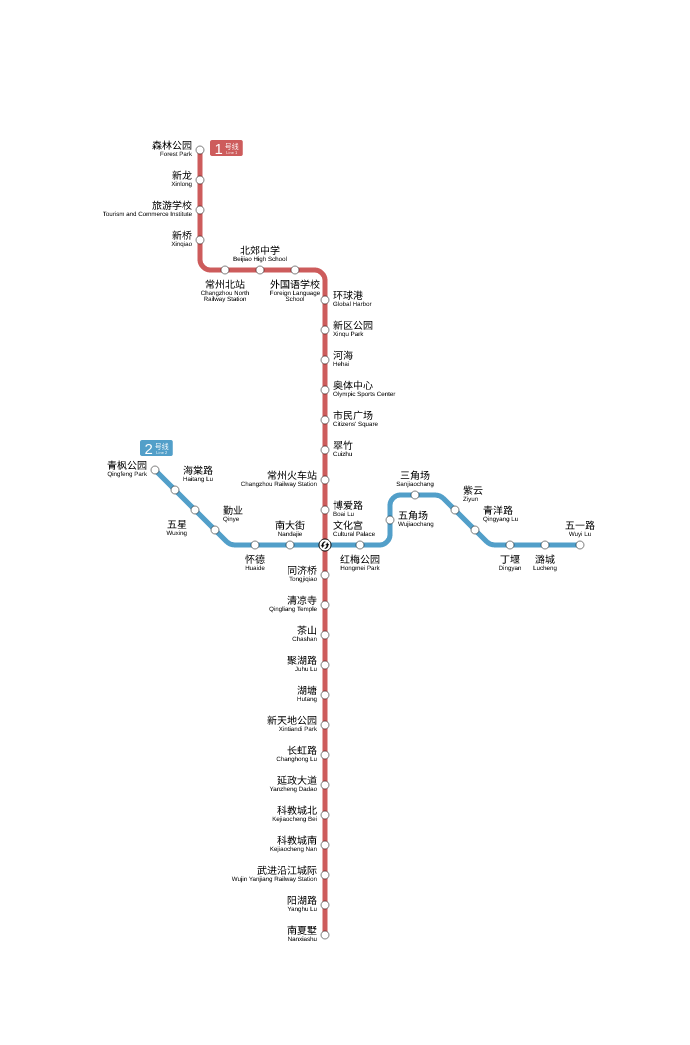 森林公园
Forest Park
1 号线
Line 1
新龙
Xinlong
旅游学校
Tourism and Commerce Institute
新桥
Xinqiao
北郊中学
Beijiao High School
常州北站
Changzhou North
Railway Station
外国语学校
Foreign Language
School
环球港
Global Harbor
新区公园
Xinqu Park
河海
Hehai
奥体中心
Olympic Sports Center
市民广场
Citizens' Square
翠竹
Cuizhu
2 号线
Line 2
青枫公园
Qingfeng Park
海棠路
Haitang Lu
常州火车站
Changzhou Railway Station
三角场
Sanjiaochang
紫云
Ziyun
五星
Wuxing
勤业
Qinye
南大街
Nandajie
博爱路
Boai Lu
文化宫
Cultural Palace
五角场
Wujiaochang
青洋路
Qingyang Lu
五一路
Wuyi Lu
怀德
Huaide
红梅公园
Hongmei Park
丁堰
Dingyan
潞城
Lucheng
同济桥
Tongjiqiao
清凉寺
Qingliang Temple
茶山
Chashan
聚湖路
Juhu Lu
湖塘
Hutang
新天地公园
Xintiandi Park
长虹路
Changhong Lu
延政大道
Yanzheng Dadao
科教城北
Kejiaocheng Bei
科教城南
Kejiaocheng Nan
武进沿江城际
Wujin Yanjiang Railway Station
阳湖路
Yanghu Lu
南夏墅
Nanxiashu